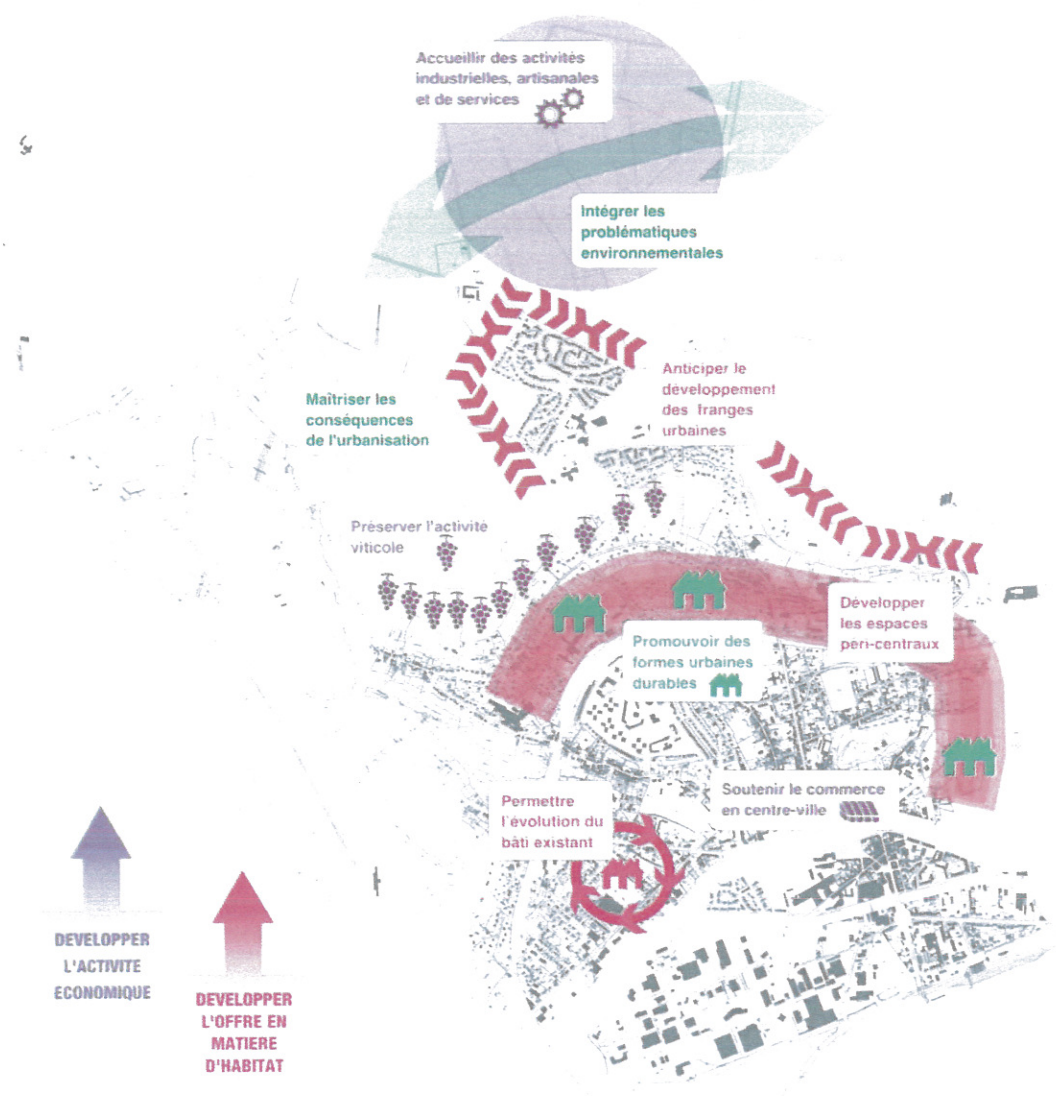 Accueillir des activités
industrielles, artisanales
et de services
Intégrer les
problématiques
environnementales
Anticiper le
développement
des franges
urbaines
Maîtriser les
conséquences
de l'urbanisation
Préserver l'activité
viticole
Développer
les espaces
péri-centraux
Promouvoir des
formes urbaines
durables
Soutenir le commerce
en centre-ville
Permettre
l'évolution du
bâti existant
DEVELOPPER
L'ACTIVITE
ECONOMIQUE
DEVELOPPER
L'OFFRE EN
MATIERE
D'HABITAT